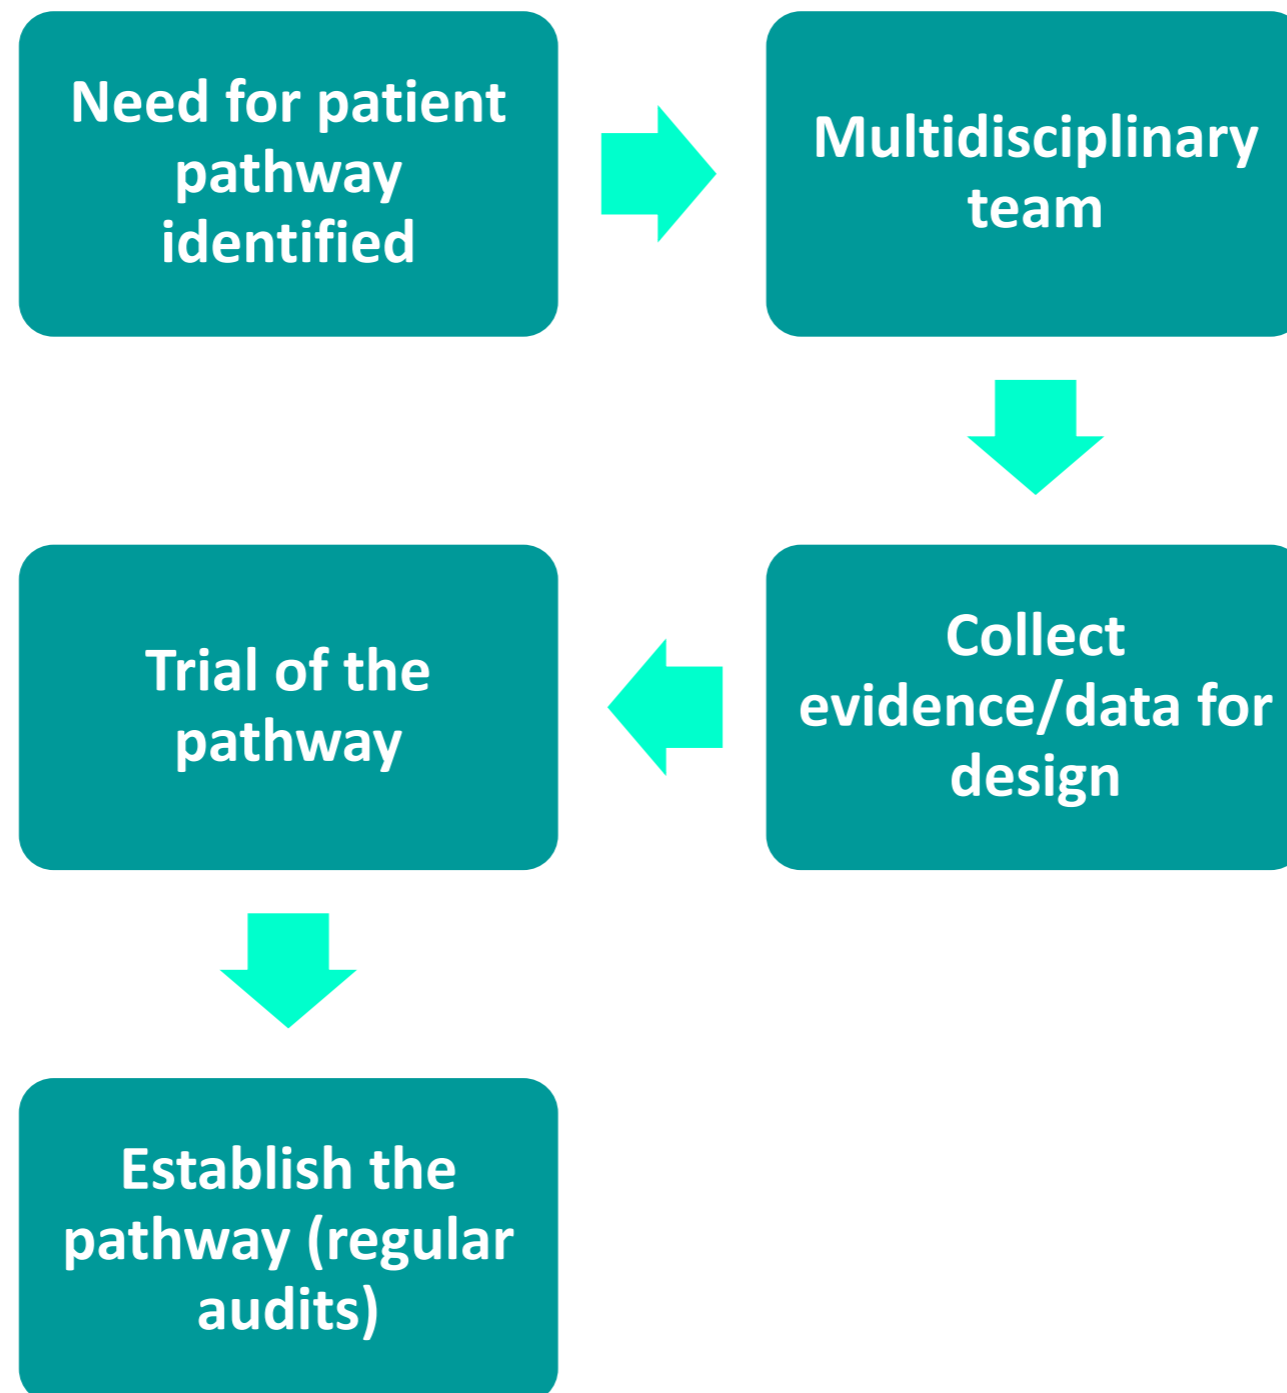 Need for patient
pathway
identified
Multidisciplinary
team
Collect
evidence/data for
design
Trial of the
pathway
Establish the
pathway (regular
audits)